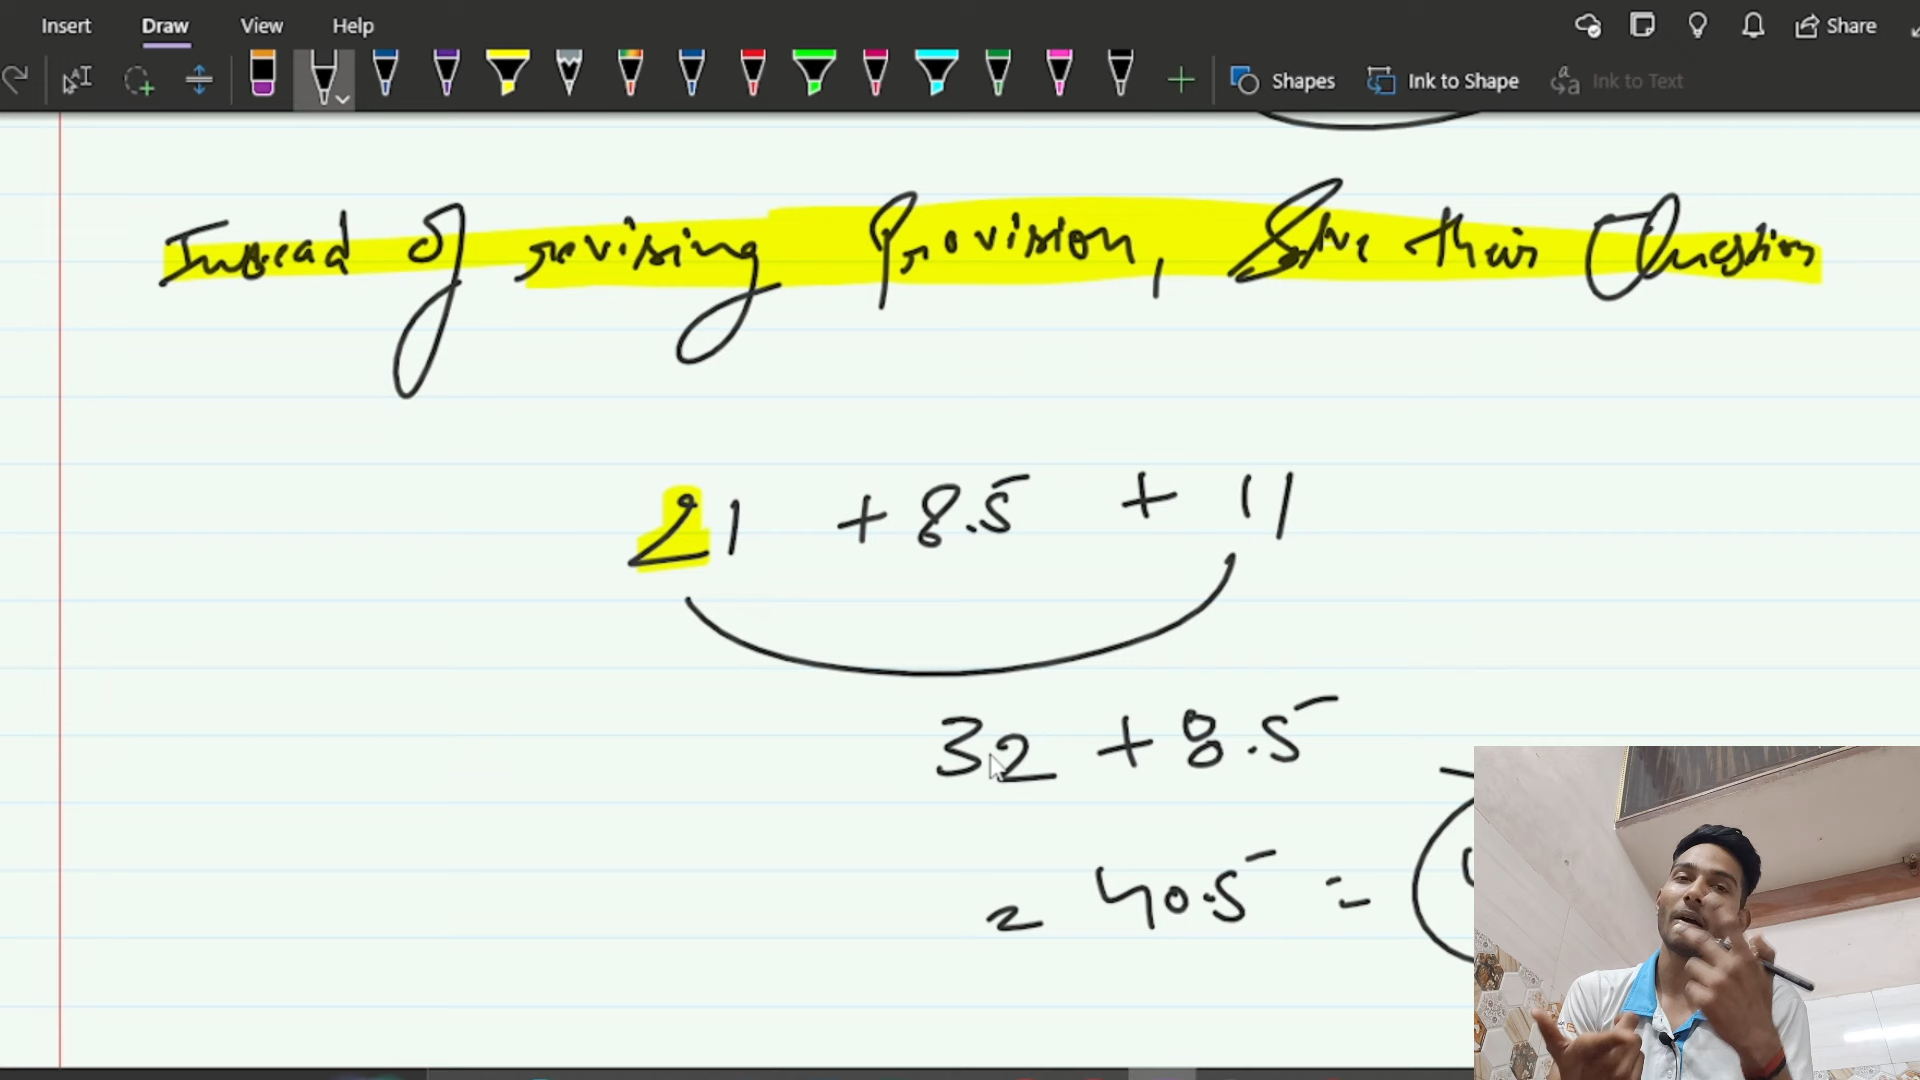 Insert Draw View Help Share
Shapes Ink to Shape Ink to Text
Instead of revising Provision, Solve their Question
21 + 8.5 + 11
32 + 8.5
= 40.5 =